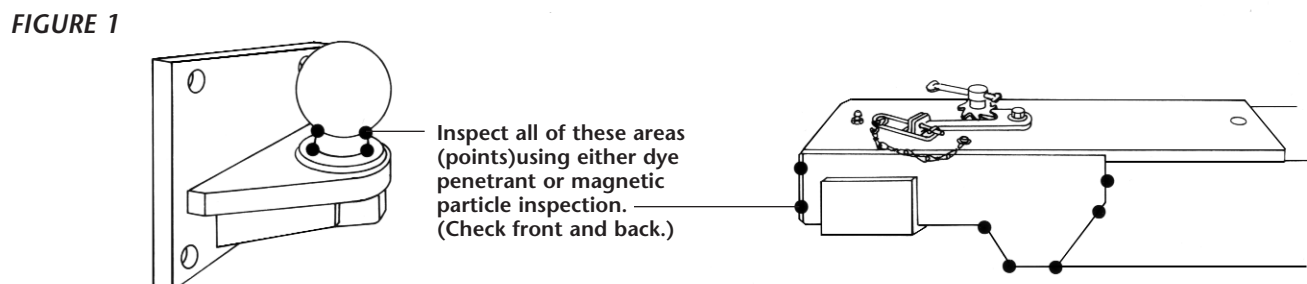 FIGURE 1
Inspect all of these areas
(points)using either dye
penetrant or magnetic
particle inspection.
(Check front and back.)